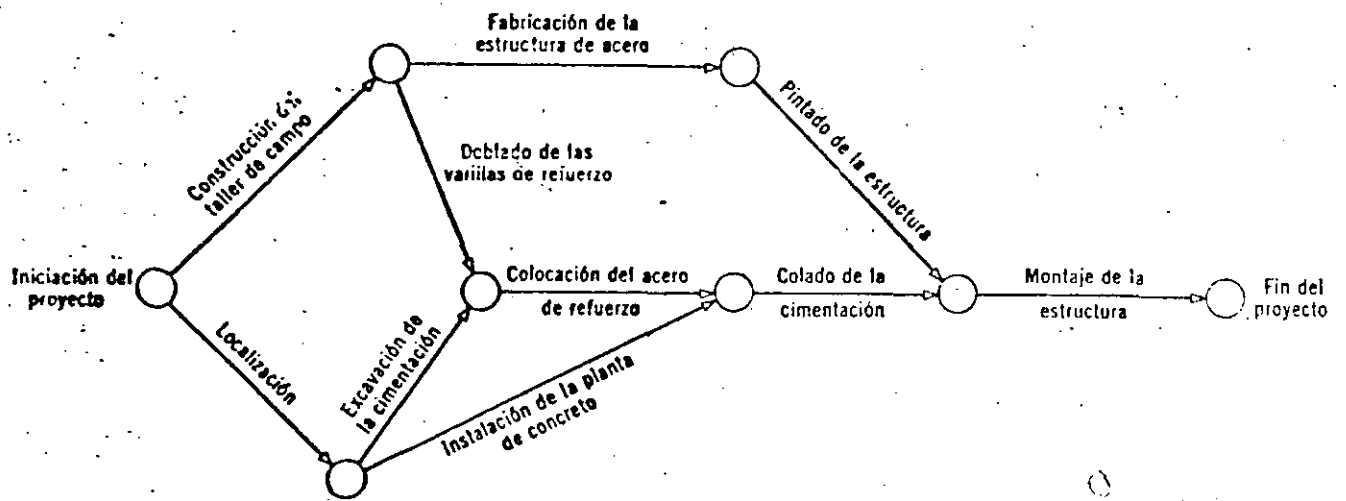 Fabricación de la
estructura de acero
Construcción
taller de campo
Doblado de las
varillas de refuerzo
Pintado de la estructura
Iniciación del
proyecto
Colocación del acero
de refuerzo
Colado de la
cimentación
Montaje de la
estructura
Fin del
proyecto
Localización
Excavación de
la cimentación
Instalación de la planta
de concreto